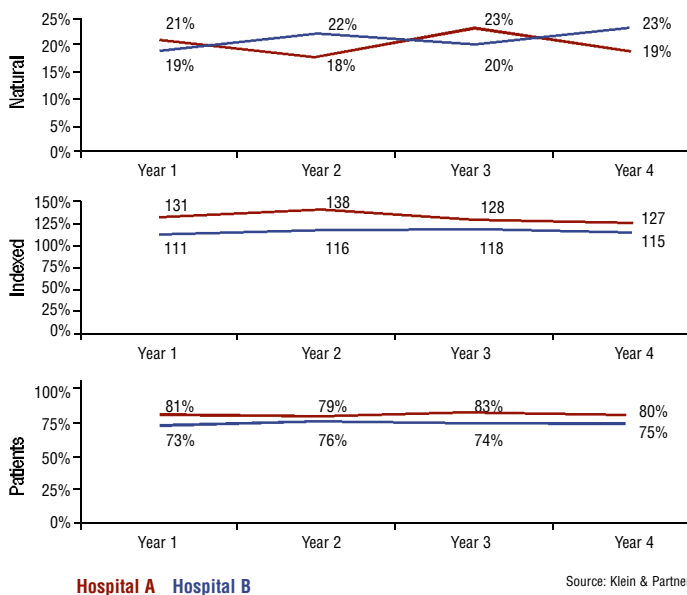 Natural
25%
20%
15%
10%
5%
0%
21% 22% 23% 23%
19% 18% 20% 19%
Year 1 Year 2 Year 3 Year 4
Indexed
150%
125%
100%
75%
50%
25%
0%
131 138 128 127
111 116 118 115
Year 1 Year 2 Year 3 Year 4
Patients
100%
75%
50%
25%
0%
81% 79% 83% 80%
73% 76% 74% 75%
Year 1 Year 2 Year 3 Year 4
Hospital A Hospital B
Source: Klein & Partner